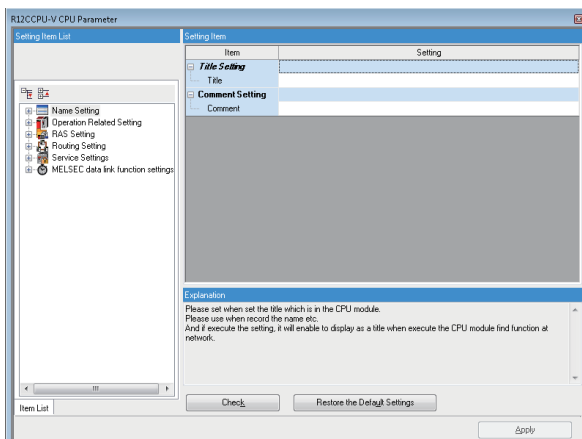 R12CCPU-V CPU Parameter
Setting Item List
Name Setting
Operation Related Setting
RAS Setting
Routing Setting
Service Settings
MELSEC data link function settings
Item List
Setting Item
Item Setting
Title Setting
Title
Comment Setting
Comment
Explanation
Please set when set the title which is in the CPU module.
Please use when record the name etc.
And if execute the setting, it will enable to display as a title when execute the CPU module find function at
network.
Check Restore the Default Settings
Apply